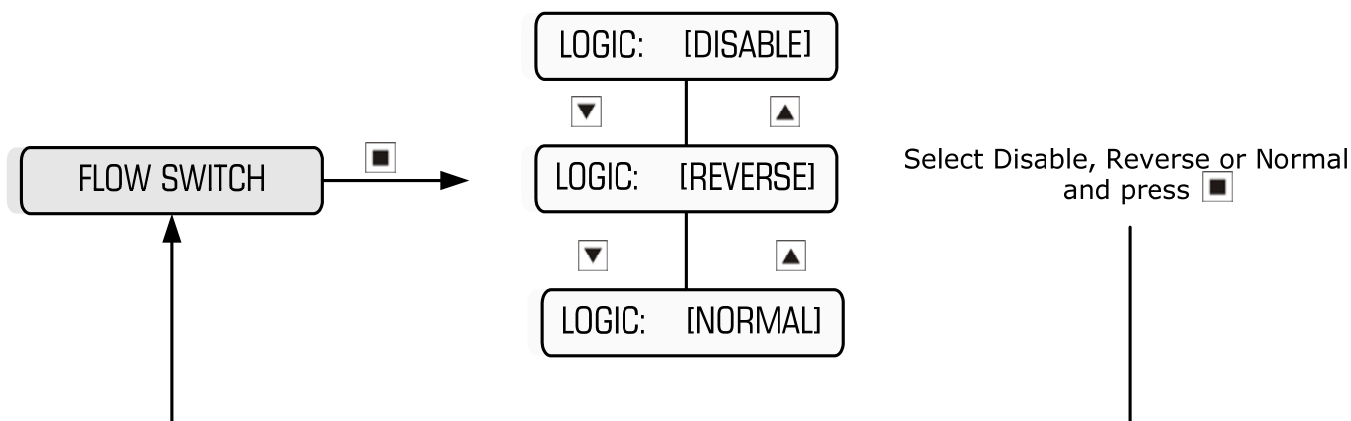 LOGIC: [DISABLE]
FLOW SWITCH
LOGIC: [REVERSE]
LOGIC: [NORMAL]
Select Disable, Reverse or Normal
and press